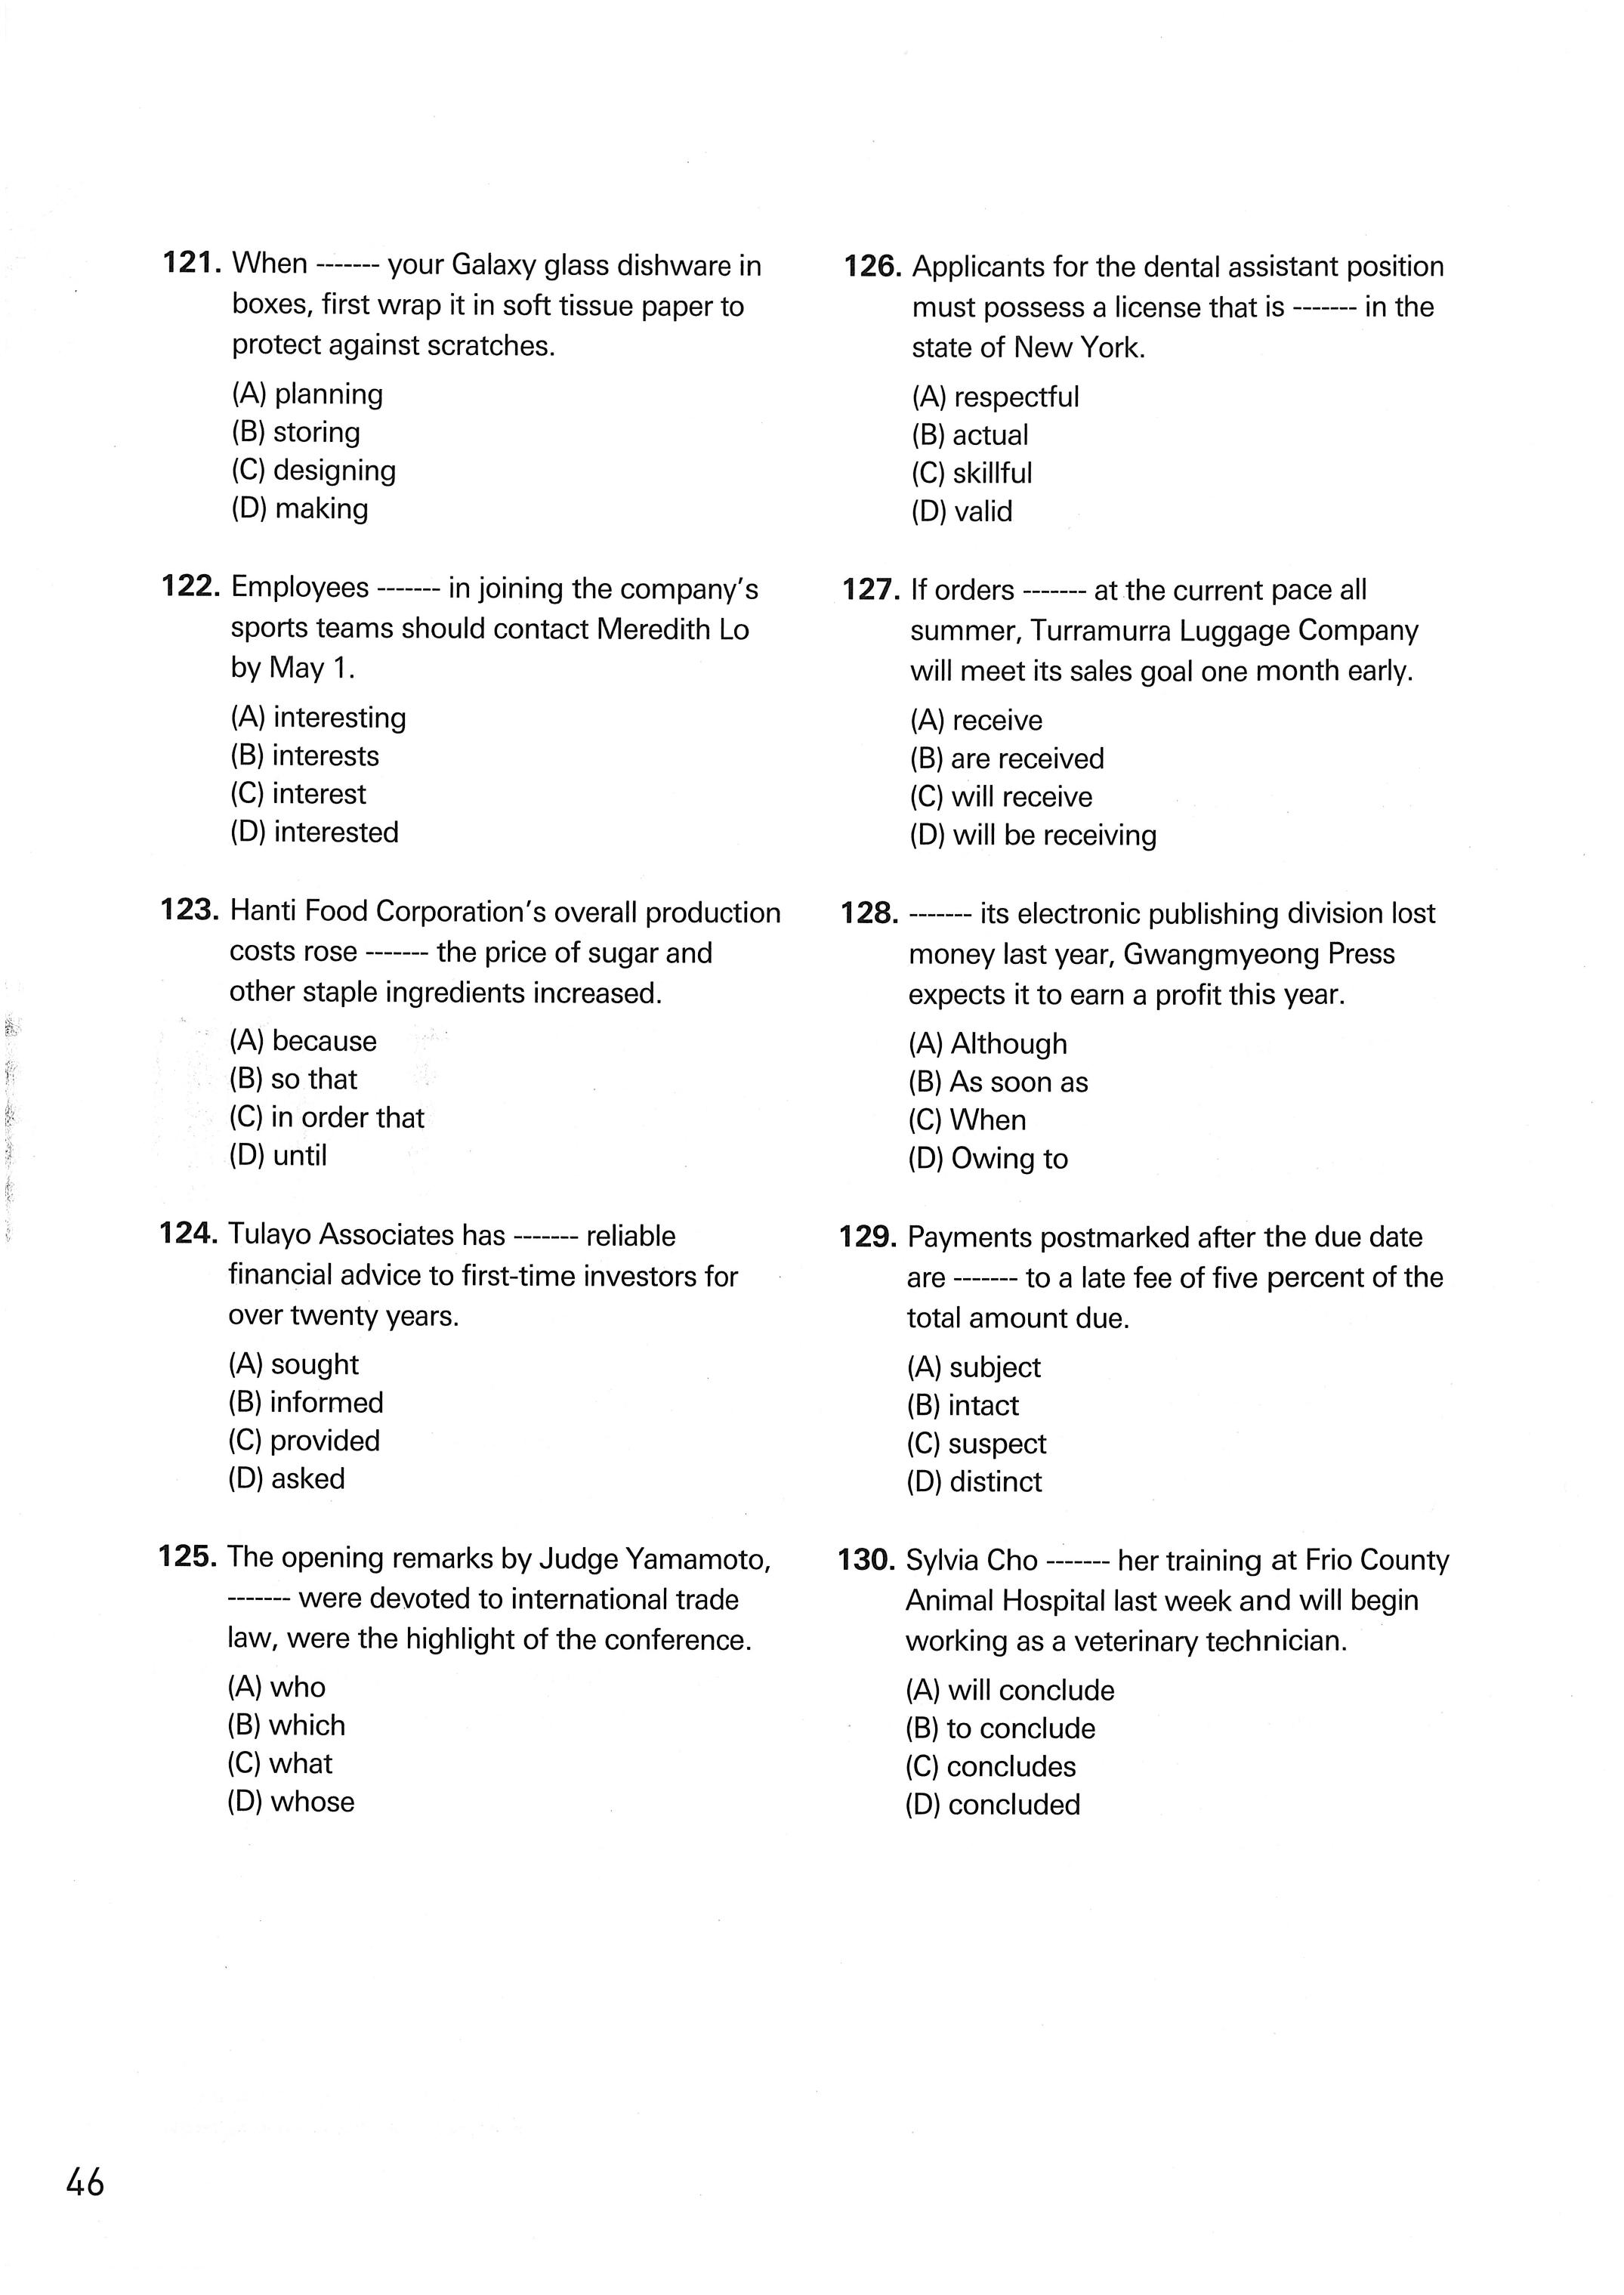 121. When ------- your Galaxy glass dishware in
boxes, first wrap it in soft tissue paper to
protect against scratches.
(A) planning
(B) storing
(C) designing
(D) making
122. Employees ------- in joining the company's
sports teams should contact Meredith Lo
by May 1.
(A) interesting
(B) interests
(C) interest
(D) interested
123. Hanti Food Corporation's overall production
costs rose ------- the price of sugar and
other staple ingredients increased.
(A) because
(B) so that
(C) in order that
(D) until
124. Tulayo Associates has ------- reliable
financial advice to first-time investors for
over twenty years.
(A) sought
(B) informed
(C) provided
(D) asked
125. The opening remarks by Judge Yamamoto,
------- were devoted to international trade
law, were the highlight of the conference.
(A) who
(B) which
(C) what
(D) whose
126. Applicants for the dental assistant position
must possess a license that is ------- in the
state of New York.
(A) respectful
(B) actual
(C) skillful
(D) valid
127. If orders ------- at the current pace all
summer, Turramurra Luggage Company
will meet its sales goal one month early.
(A) receive
(B) are received
(C) will receive
(D) will be receiving
128. ------- its electronic publishing division lost
money last year, Gwangmyeong Press
expects it to earn a profit this year.
(A) Although
(B) As soon as
(C) When
(D) Owing to
129. Payments postmarked after the due date
are ------- to a late fee of five percent of the
total amount due.
(A) subject
(B) intact
(C) suspect
(D) distinct
130. Sylvia Cho ------- her training at Frio County
Animal Hospital last week and will begin
working as a veterinary technician.
(A) will conclude
(B) to conclude
(C) concludes
(D) concluded
46